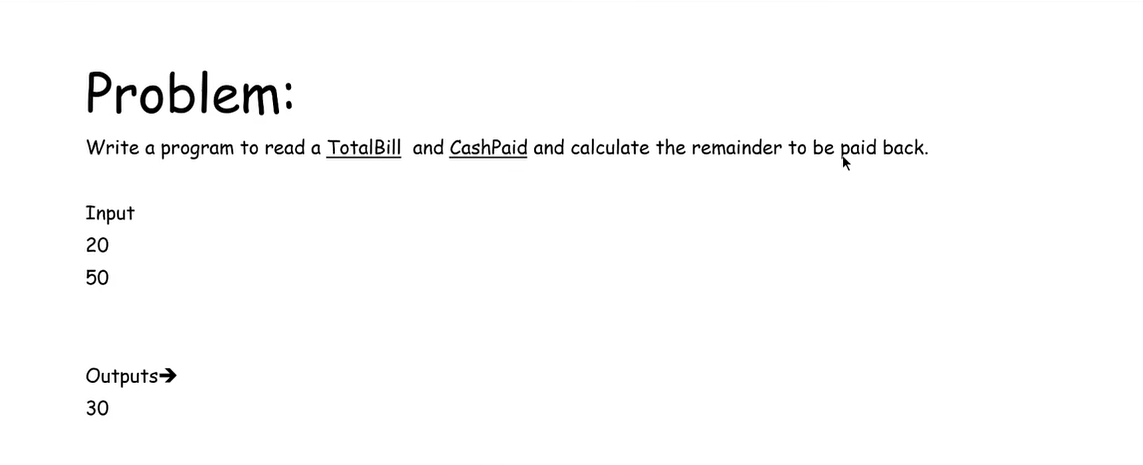 Problem:
Write a program to read a TotalBill and CashPaid and calculate the remainder to be paid back.
Input
20
50
Outputs➔
30